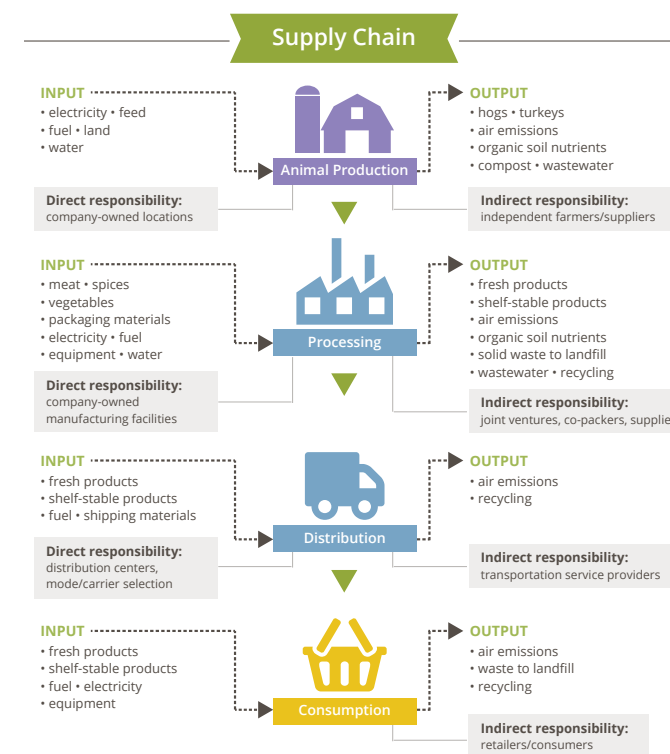 Supply Chain
INPUT
• electricity • feed
• fuel • land
• water
Direct responsibility:
company-owned locations
Animal Production
OUTPUT
• hogs • turkeys
• air emissions
• organic soil nutrients
• compost • wastewater
Indirect responsibility:
independent farmers/suppliers
INPUT
• meat • spices
• vegetables
• packaging materials
• electricity • fuel
• equipment • water
Direct responsibility:
company-owned
manufacturing facilities
Processing
OUTPUT
• fresh products
• shelf-stable products
• air emissions
• organic soil nutrients
• solid waste to landfill
• wastewater • recycling
Indirect responsibility:
joint ventures, co-packers,
INPUT
• fresh products
• shelf-stable products
• fuel • shipping materials
Direct responsibility:
distribution centers,
mode/carrier selection
Distribution
OUTPUT
• air emissions
• recycling
Indirect responsibility:
transportation service providers
INPUT
• fresh products
• shelf-stable products
• fuel • electricity
• equipment
Consumption
OUTPUT
• air emissions
• waste to landfill
• recycling
Indirect responsibility:
retailers/consumers